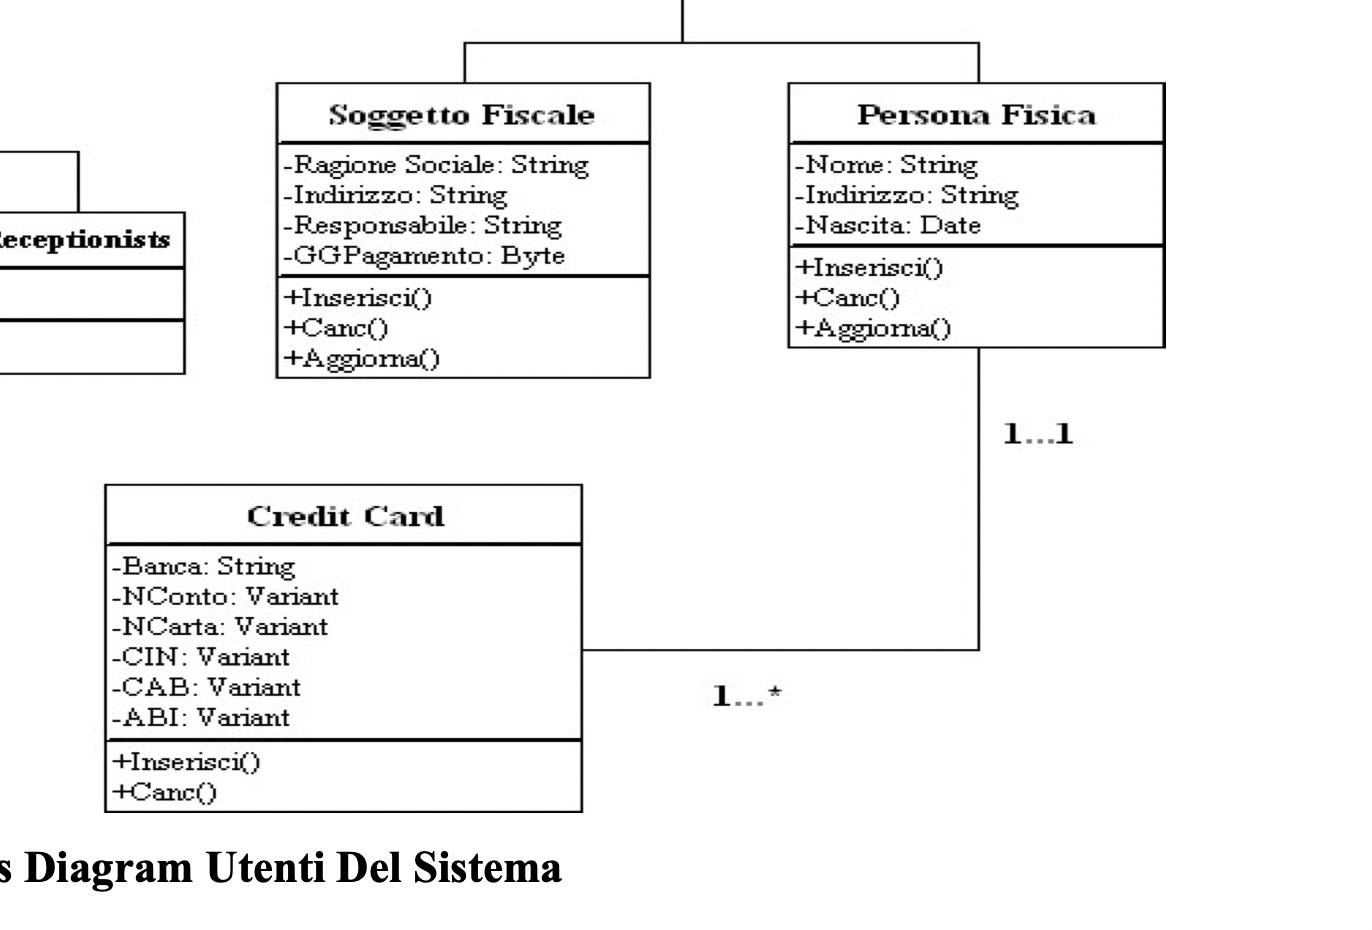 Soggetto Fiscale
-Ragione Sociale: String
-Indirizzo: String
-Responsabile: String
-GGPagamento: Byte
+Inserisci()
+Canc()
+Aggiorna()
Persona Fisica
-Nome: String
-Indirizzo: String
-Nascita: Date
+Inserisci()
+Canc()
+Aggiorna()
eceptionists
1...1
Credit Card
-Banca: String
-NConto: Variant
-NCarta: Variant
-CIN: Variant
-CAB: Variant
-ABI: Variant
+Inserisci()
+Canc()
1...*
s Diagram Utenti Del Sistema